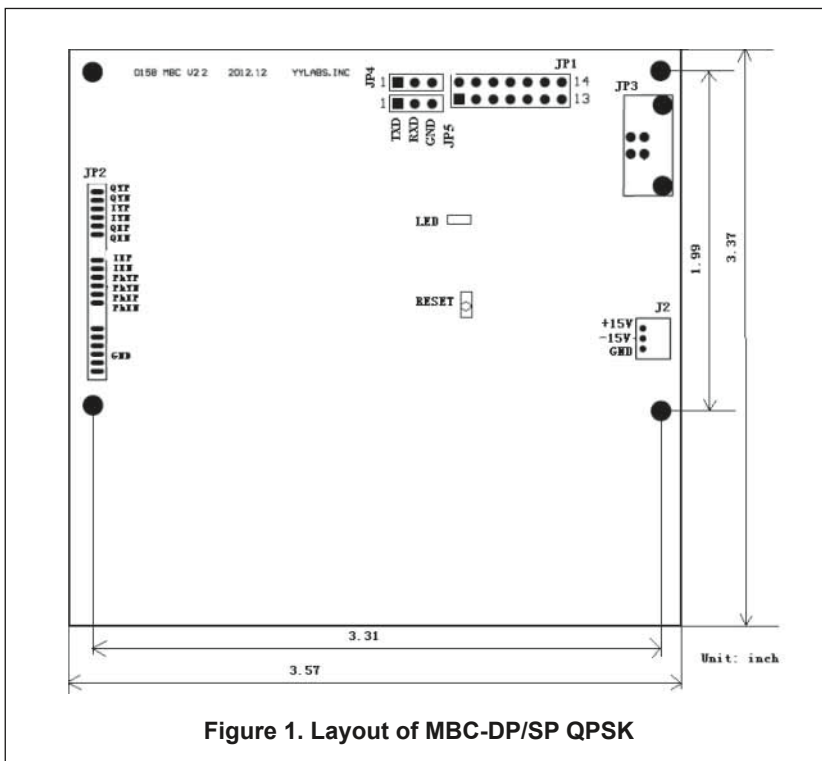 0158 MBC V2 2 2012.12 YYLABS.INC
JP4
1
1
TXD
RXD
GND
JP5
JP1
14
13
JP3
JP2
QYP
QYN
IYP
IYN
QXP
QXN
IXP
IXN
PhYP
PhYN
PhXP
PhXN
GND
LED
RESET
J2
+15V
-15V
GND
1.99
3.37
3.31
3.57
Unit: inch
Figure 1. Layout of MBC-DP/SP QPSK